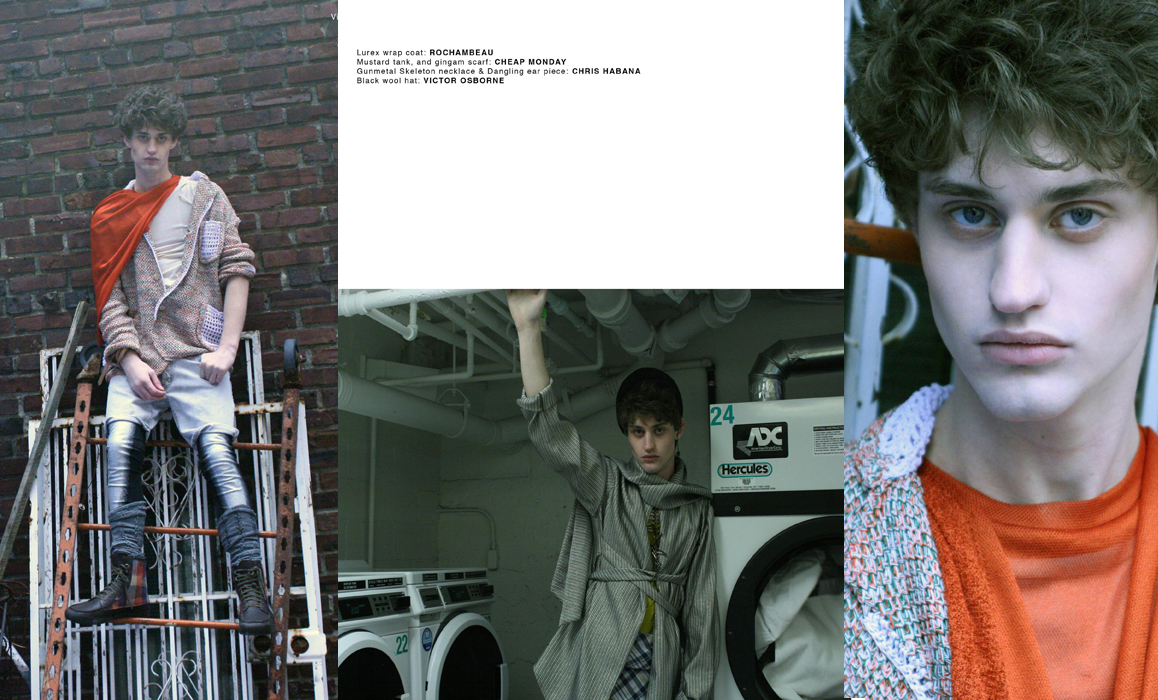 Lurex wrap coat: ROCHAMBEAU
Mustard tank, and gingam scarf: CHEAP MONDAY
Gunmetal Skeleton necklace & Dangling ear piece: CHRIS HABANA
Black wool hat: VICTOR OSBORNE
24
ADC
Hercules
22